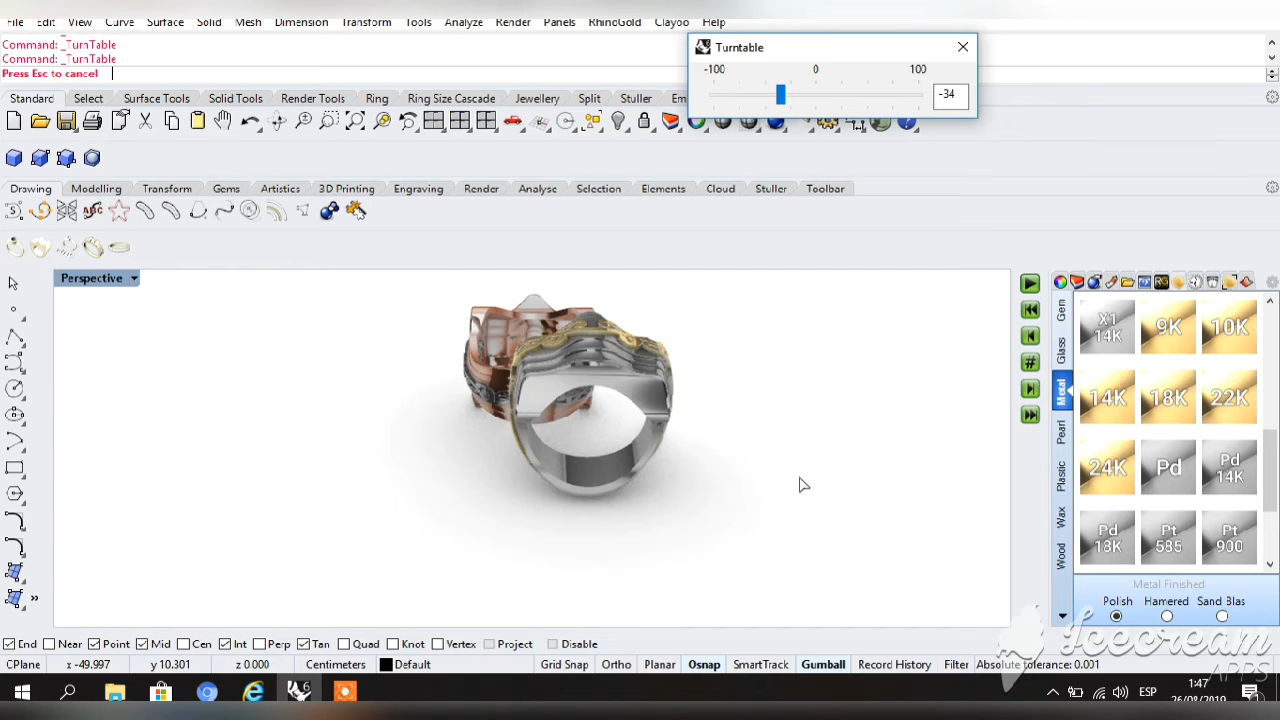 File Edit View Curve Surface Solid Mesh Dimension Transform Tools Analyze Render Panels RhinoGold Clayoo Help
Command: _TurnTable
Command: _TurnTable
Press Esc to cancel
Turntable
-100 0 100
-34
Standard Select Surface Tools Solid Tools Render Tools Ring Ring Size Cascade Jewellery Split Stuller
Drawing Modelling Transform Gems Artistics 3D Printing Engraving Render Analyse Selection Elements Cloud Stuller Toolbar
ABC
Perspective
RG
Gem
Glass
Metal
Pearl
Plastic
Wax
Wood
X1 14K
9K
10K
14K
18K
22K
24K
Pd
Pd 14K
Pd 18K
Pt 585
Pt 900
Metal Finished
Polish Hamered Sand Blas
End Near Point Mid Cen Int Perp Tan Quad Knot Vertex Project Disable
CPlane x -49.997 y 10.301 z 0.000 Centimeters Default Grid Snap Ortho Planar Osnap SmartTrack Gumball Record History Filter Absolute tolerance: 0.001
Icecream
APPS
ESP
1:47
26/08/2019